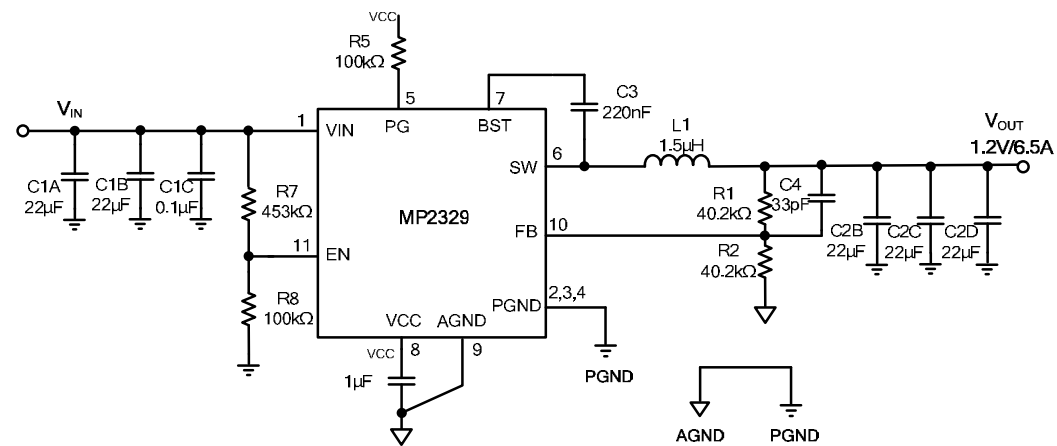 VCC
R5
100kΩ
5
7
C3
220nF
VIN
1
VIN
PG
BST
L1
1.5µH
VOUT
1.2V/6.5A
6
SW
C1A
22µF
C1B
22µF
C1C
0.1µF
R7
453kΩ
MP2329
R1
40.2kΩ
C4
33pF
10
FB
C2B
22µF
C2C
22µF
C2D
22µF
11
EN
R2
40.2kΩ
R8
100kΩ
2,3,4
PGND
VCC
AGND
VCC
8
9
1µF
PGND
AGND
PGND